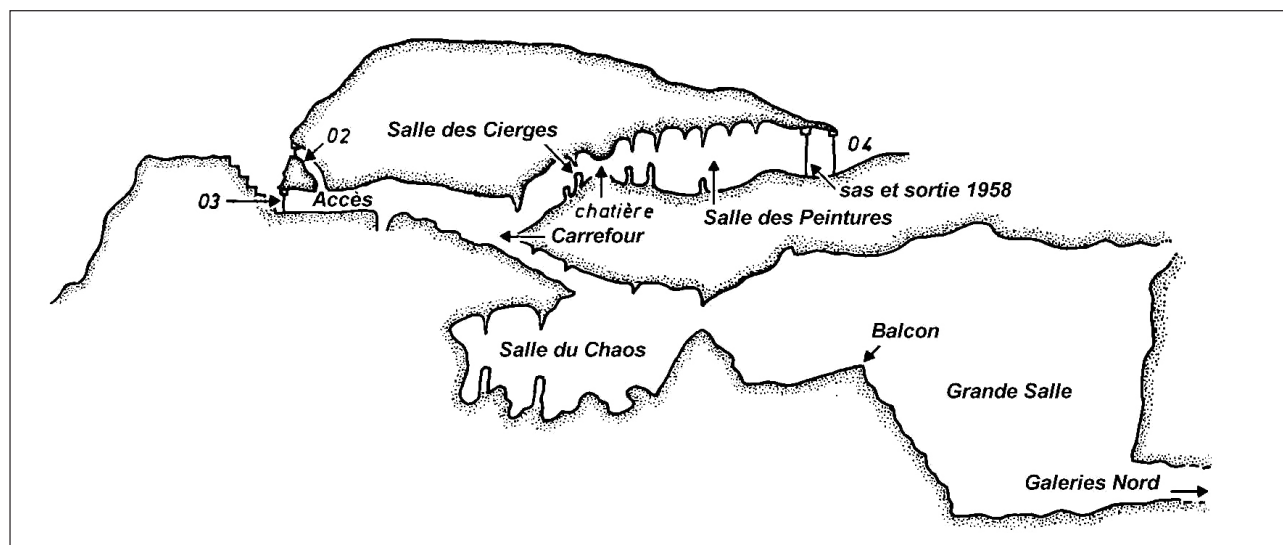 02
Salle des Cierges
04
03
Accès
chatière
sas et sortie 1958
Salle des Peintures
Carrefour
Balcon
Salle du Chaos
Grande Salle
Galeries Nord